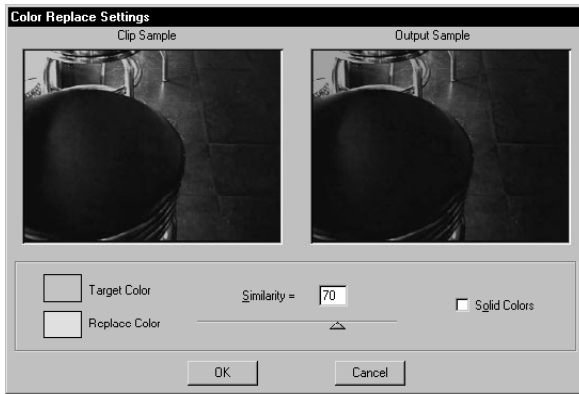 Color Replace Settings
Clip Sample
Output Sample
Target Color
Similarity =
70
Solid Colors
Replace Color
OK
Cancel